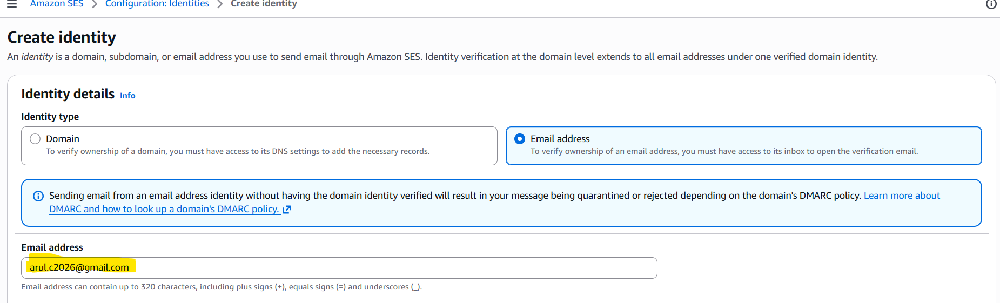 Amazon SES > Configuration: Identities > Create identity
Create identity
An identity is a domain, subdomain, or email address you use to send email through Amazon SES. Identity verification at the domain level extends to all email addresses under one verified domain identity.
Identity details Info
Identity type
Domain
To verify ownership of a domain, you must have access to its DNS settings to add the necessary records.
Email address
To verify ownership of an email address, you must have access to its inbox to open the verification email.
Sending email from an email address identity without having the domain identity verified will result in your message being quarantined or rejected depending on the domain's DMARC policy. Learn more about
DMARC and how to look up a domain's DMARC policy.
Email address
arul.c2026@gmail.com
Email address can contain up to 320 characters, including plus signs (+), equals signs (=) and underscores (_).